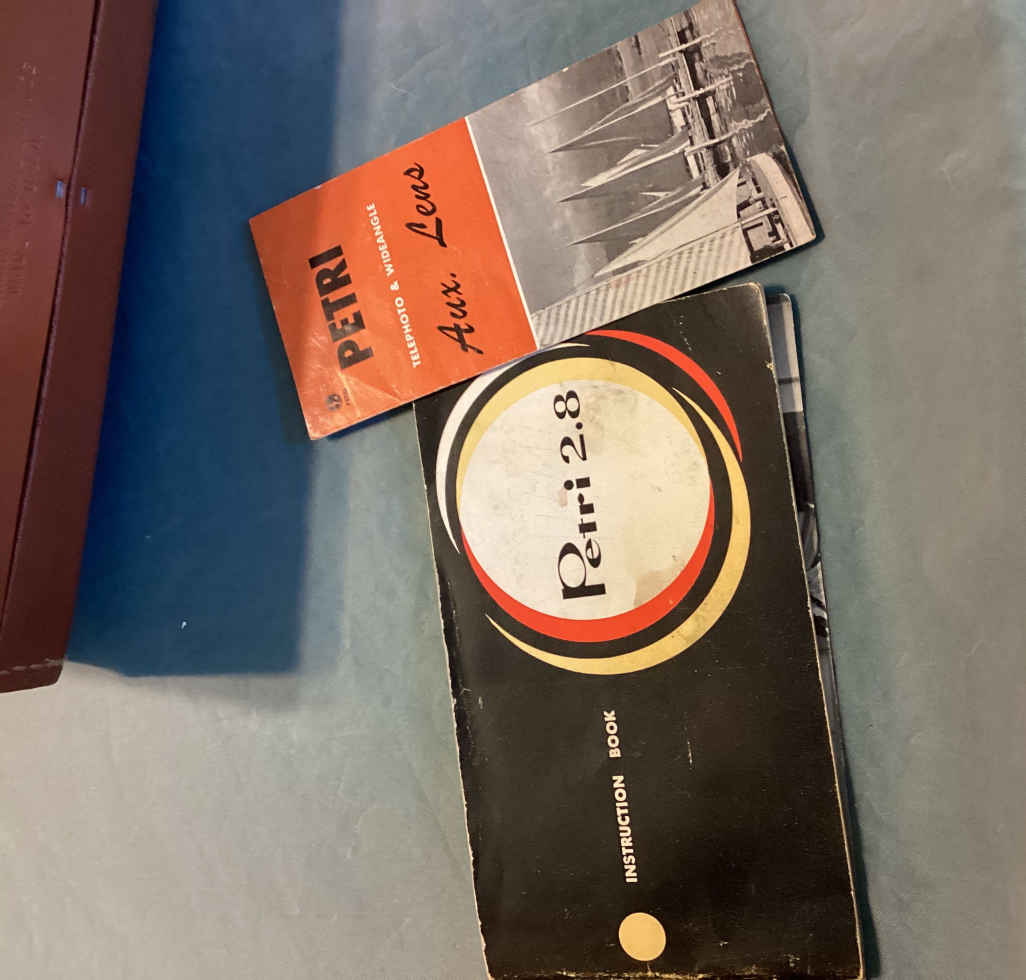 PETRI
TELEPHOTO & WIDEANGLE
Aux. Lens
Petri 2.8
INSTRUCTION BOOK